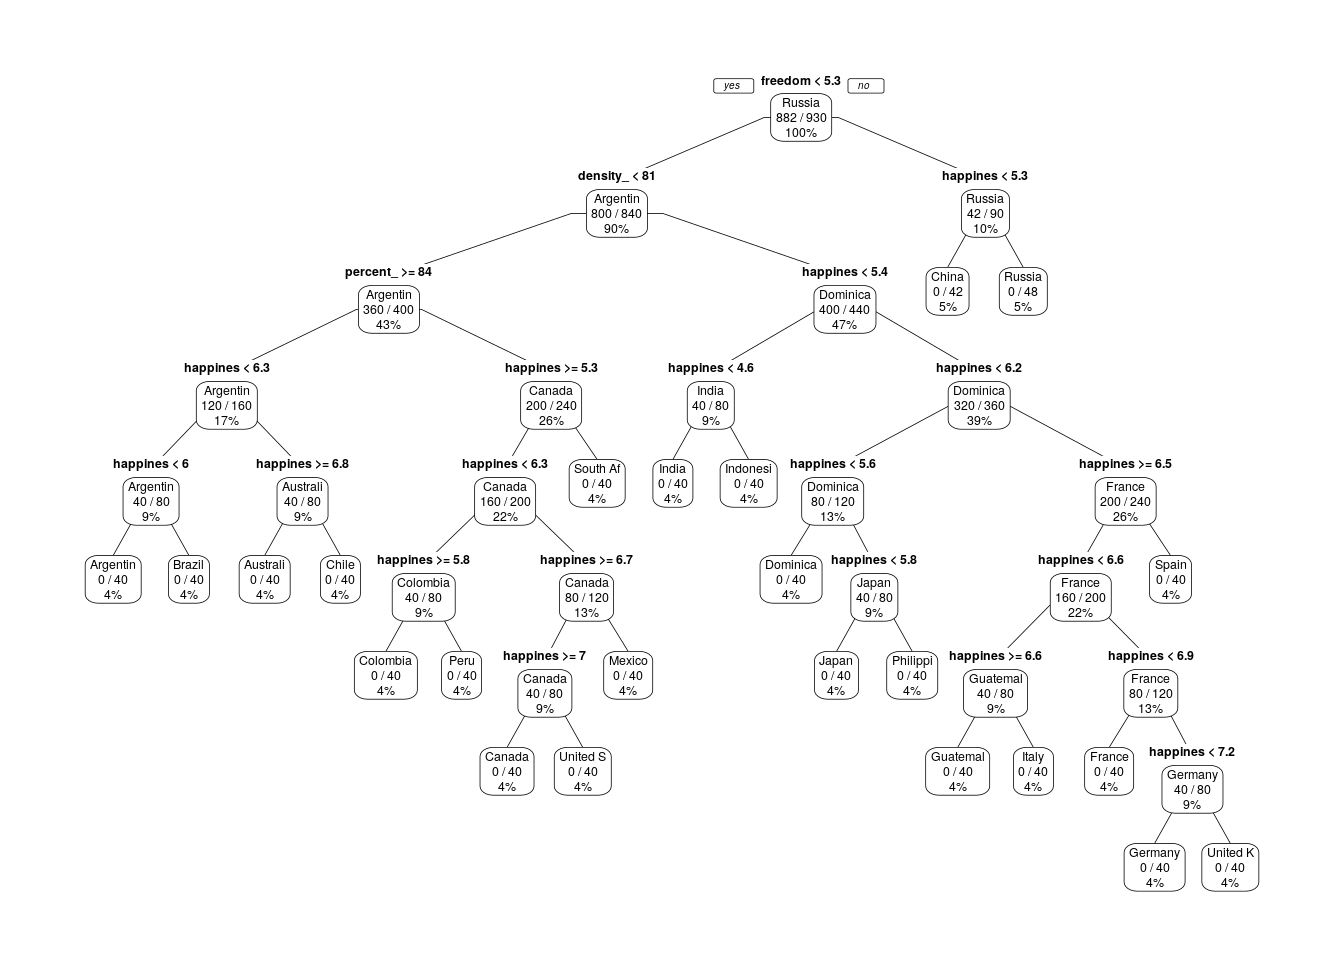 yes freedom < 5.3 no
Russia
882 / 930
100%
density_ < 81 happines < 5.3
Argentin Russia
800 / 840 42 / 90
90% 10%
percent_ >= 84 happines < 5.4 China Russia
Argentin Dominica 0 / 42 0 / 48
360 / 400 400 / 440 5% 5%
43% 47%
happines < 6.3 happines >= 5.3 happines < 4.6 happines < 6.2
Argentin Canada India Dominica
120 / 160 200 / 240 40 / 80 320 / 360
17% 26% 9% 39%
happines < 6 happines >= 6.8 happines < 6.3 South Af India Indonesi happines < 5.6 happines >= 6.5
Argentin Australi Canada 0 / 40 0 / 40 0 / 40 Dominica France
40 / 80 40 / 80 160 / 200 4% 4% 4% 80 / 120 200 / 240
9% 9% 22% 13% 26%
Argentin Brazil Australi Chile happines >= 5.8 happines >= 6.7 Dominica happines < 5.8 happines < 6.6 Spain
0 / 40 0 / 40 0 / 40 0 / 40 Colombia Canada 0 / 40 Japan France 0 / 40
4% 4% 4% 4% 40 / 80 80 / 120 4% 40 / 80 160 / 200 4%
9% 13% 9% 22%
Colombia Peru happines >= 7 Mexico Japan Philippi happines >= 6.6 happines < 6.9
0 / 40 0 / 40 Canada 0 / 40 0 / 40 0 / 40 Guatemal France
4% 4% 40 / 80 4% 4% 4% 40 / 80 80 / 120
9% 9% 13%
Canada United S Guatemal Italy France happines < 7.2
0 / 40 0 / 40 0 / 40 0 / 40 0 / 40 Germany
4% 4% 4% 4% 4% 40 / 80
9%
Germany United K
0 / 40 0 / 40
4% 4%